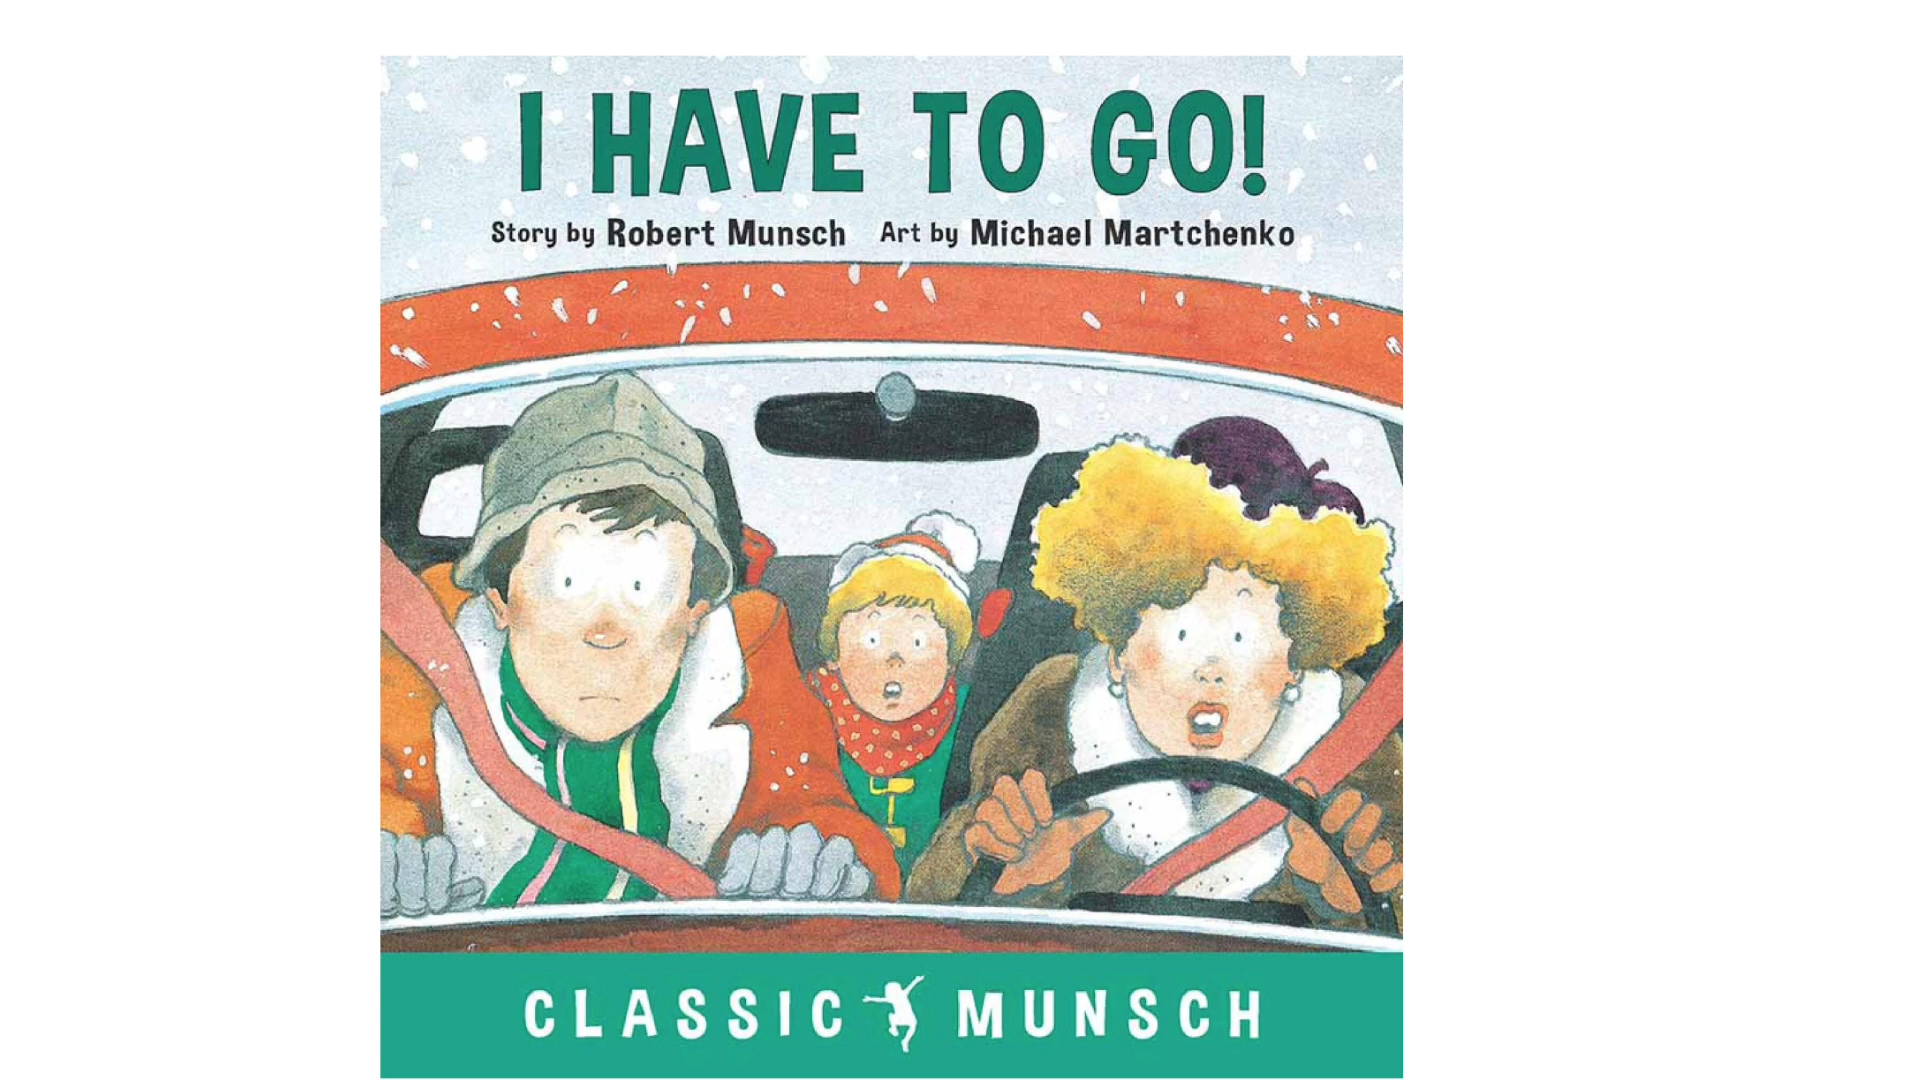 I HAVE TO GO!
Story by Robert Munsch Art by Michael Martchenko
CLASSIC MUNSCH